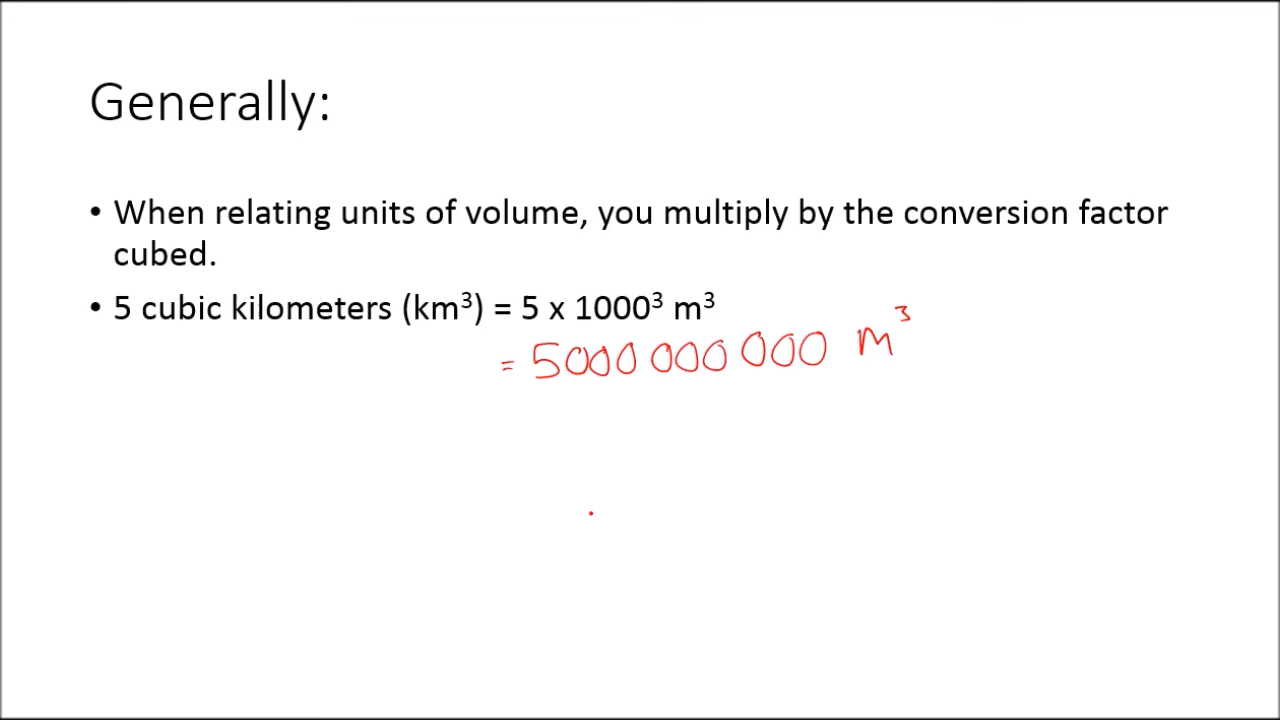 Generally:
• When relating units of volume, you multiply by the conversion factor
cubed.
• 5 cubic kilometers (km³) = 5 x 1000³ m³
= 5000 000 000 m³